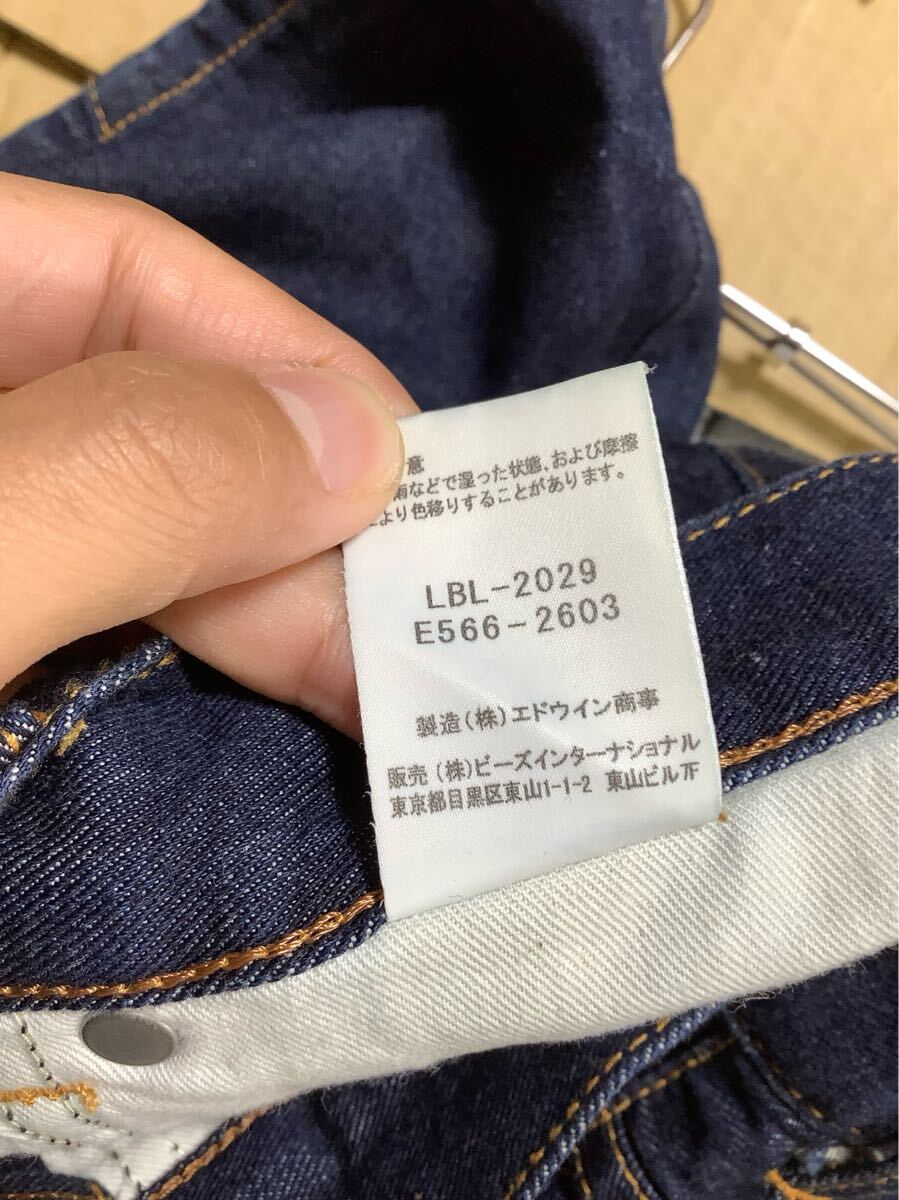 意
雨などで湿った状態、および摩擦
より色移りすることがあります。
LBL-2029
E566-2603
製造(株)エドウイン商事
販売(株)ビーズインターナショナル
東京都目黒区東山1-1-2 東山ビル7F